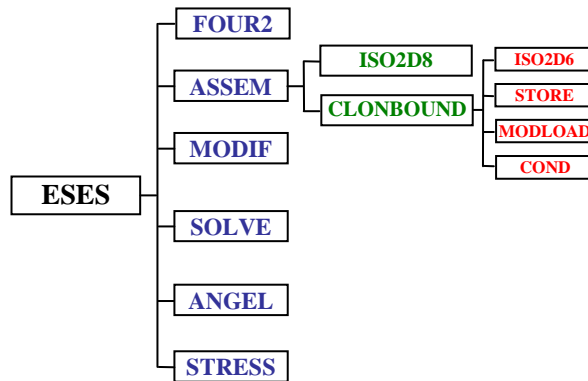 FOUR2
ISO2D8
ISO2D6
ASSEM
STORE
CLONBOUND
MODLOAD
MODIF
COND
ESES
SOLVE
ANGEL
STRESS